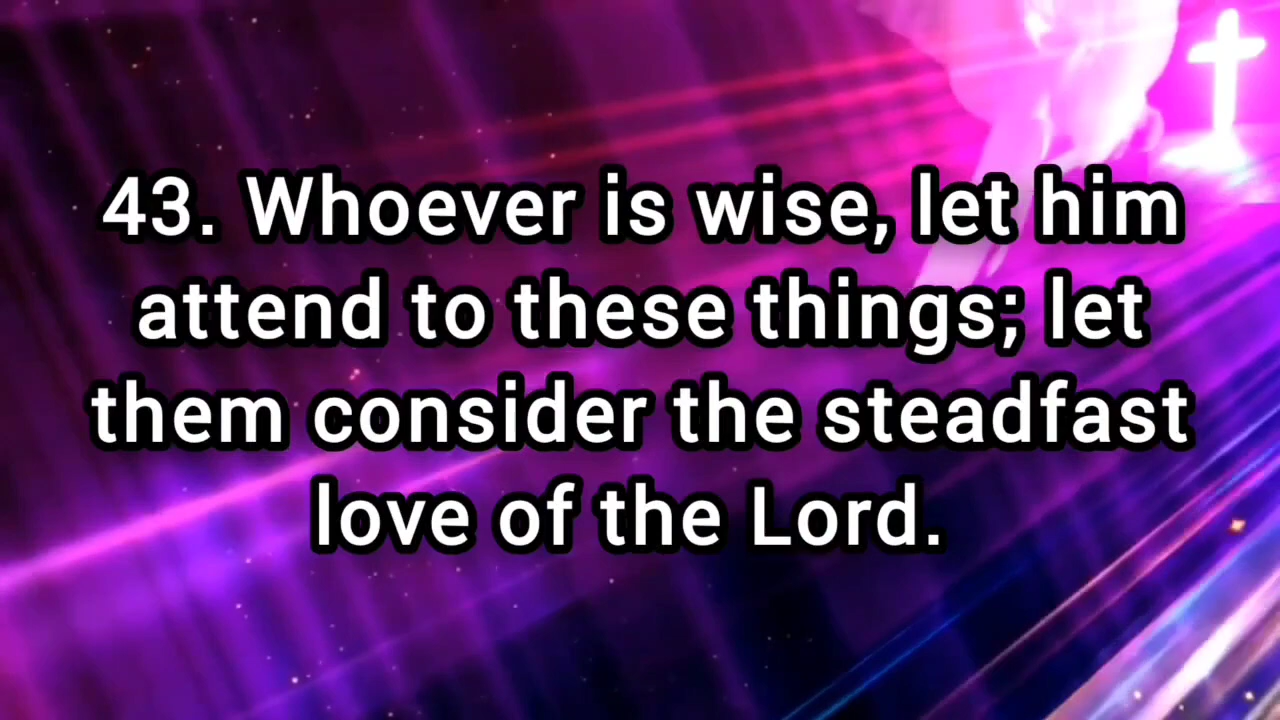 43. Whoever is wise, let him
attend to these things; let
them consider the steadfast
love of the Lord.